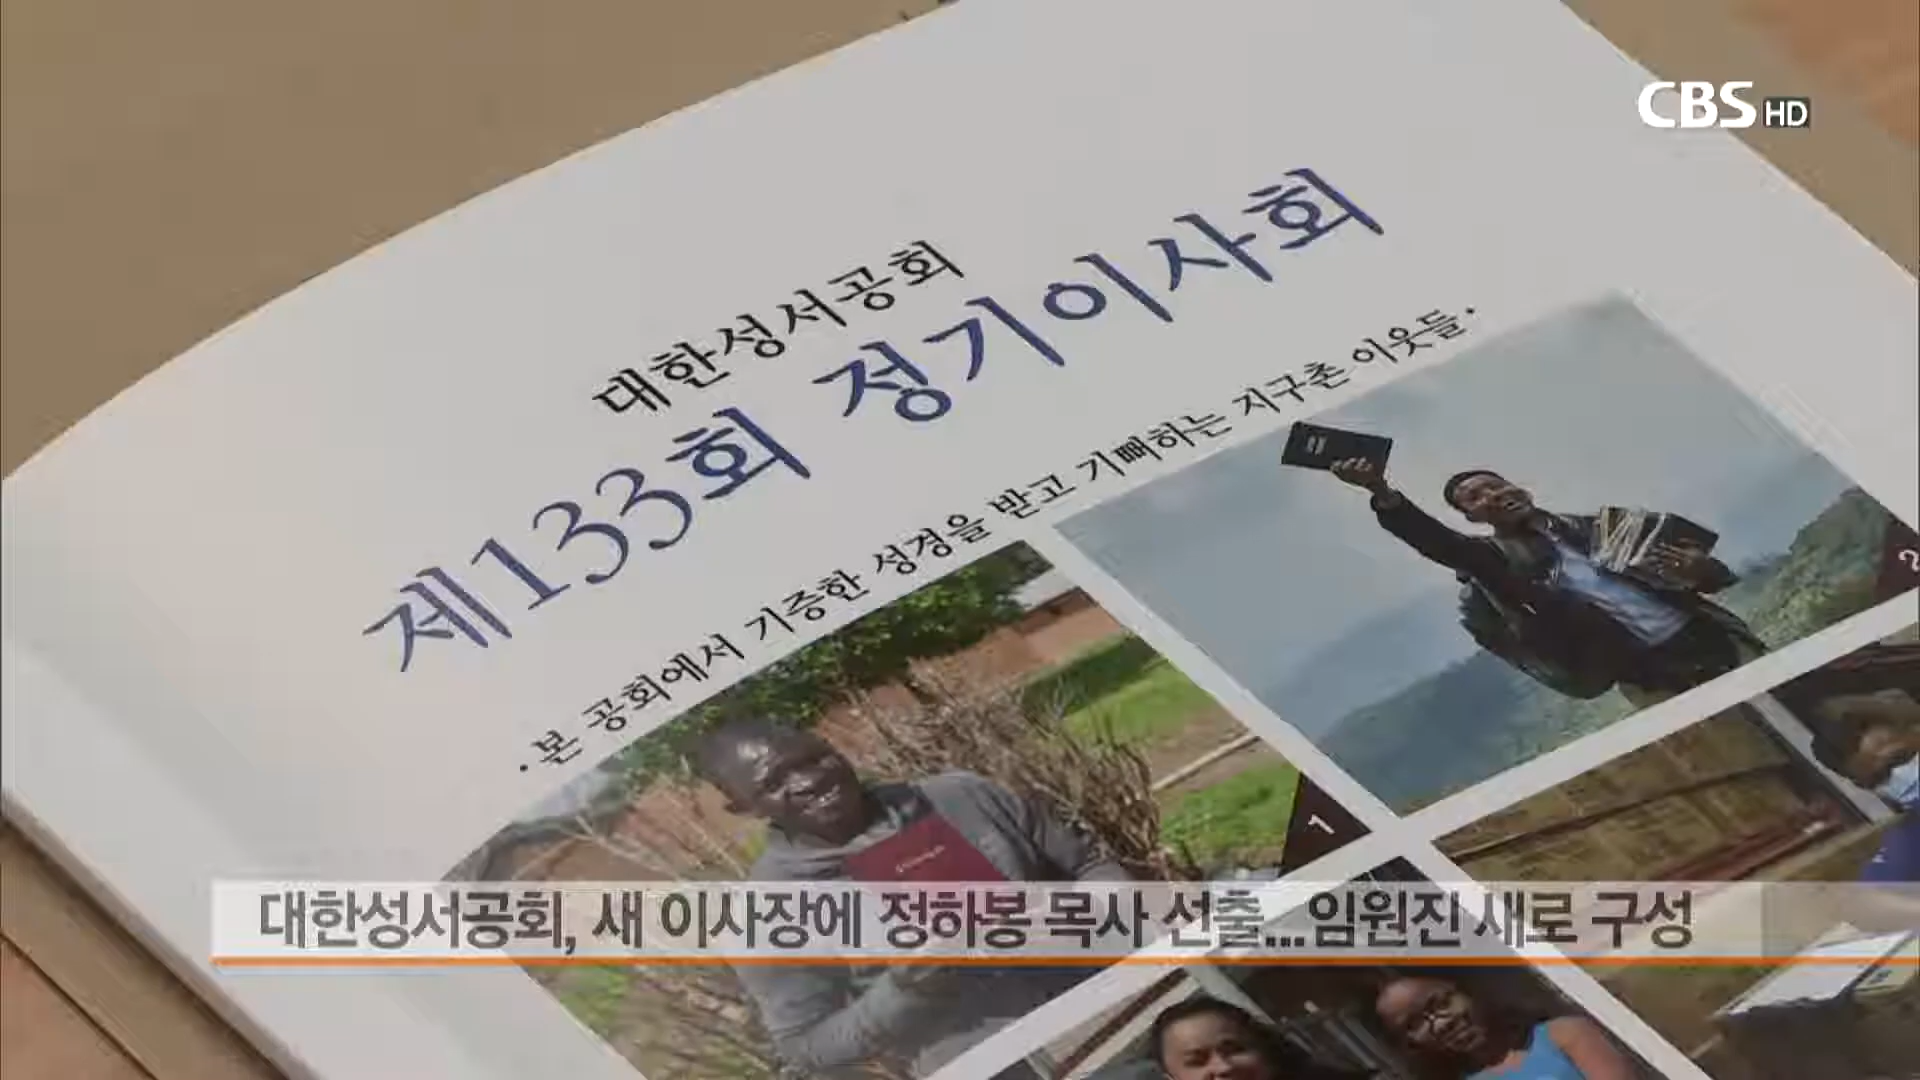 CBS HD
대한성서공회
제133회 정기이사회
·본 공회에서 기증한 성경을 받고 기뻐하는 지구촌 이웃들·
2
1
대한성서공회, 새 이사장에 정하봉 목사 선출...임원진 새로 구성